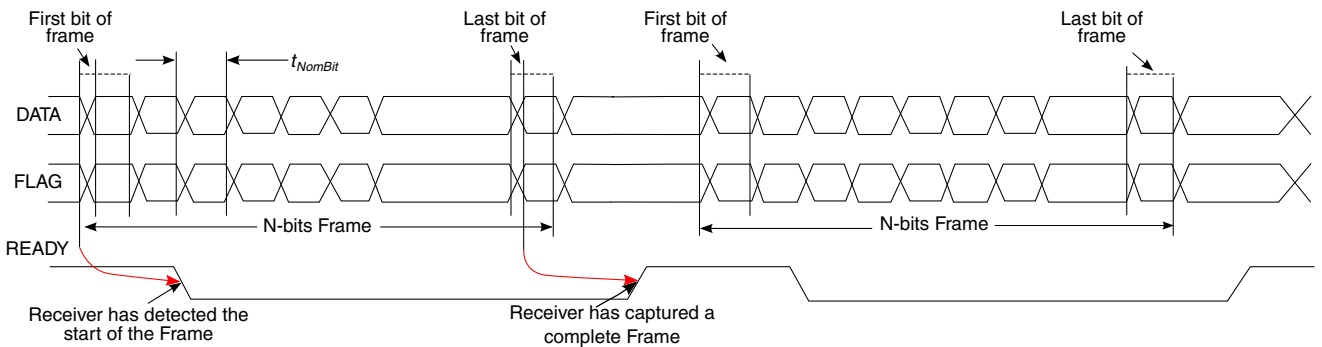 First bit of
frame
Last bit of
frame
First bit of
frame
Last bit of
frame
tNomBit
DATA
FLAG
N-bits Frame
N-bits Frame
READY
Receiver has detected the
start of the Frame
Receiver has captured a
complete Frame